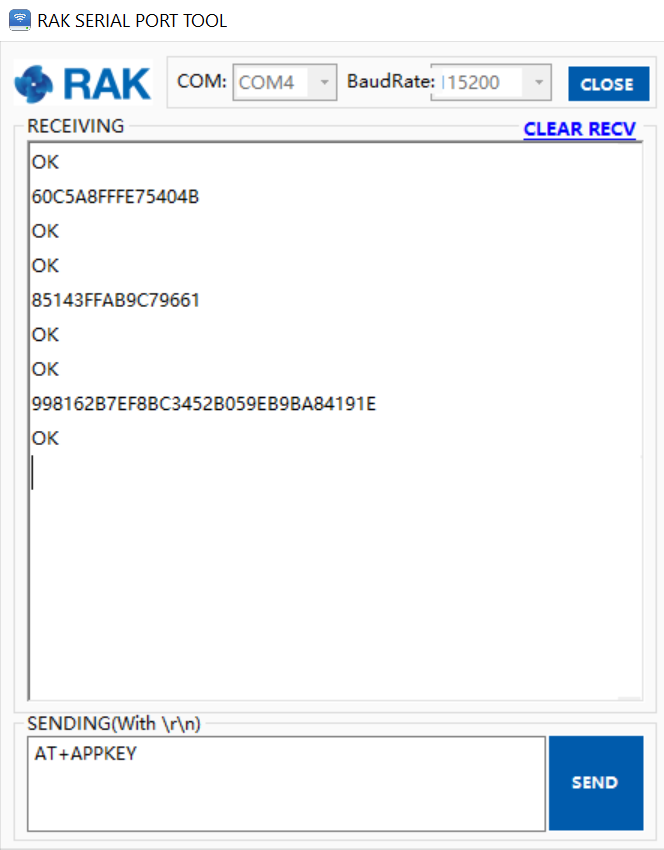 RAK SERIAL PORT TOOL
RAK COM: COM4 BaudRate: 115200 CLOSE
RECEIVING CLEAR RECV
OK
60C5A8FFFE75404B
OK
OK
85143FFAB9C79661
OK
OK
998162B7EF8BC3452B059EB9BA84191E
OK
SENDING(With \r\n)
AT+APPKEY
SEND